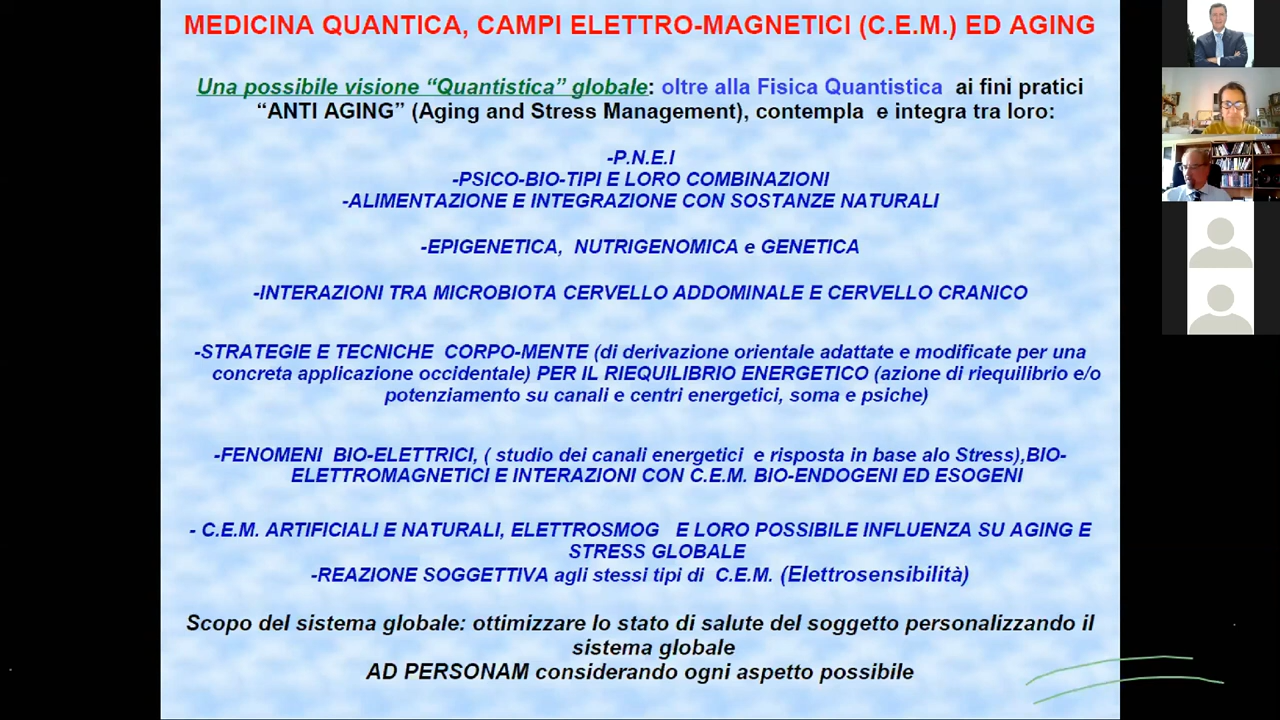 MEDICINA QUANTICA, CAMPI ELETTRO-MAGNETICI (C.E.M.) ED AGING
Una possibile visione “Quantistica” globale: oltre alla Fisica Quantistica ai fini pratici
“ANTI AGING” (Aging and Stress Management), contempla e integra tra loro:
-P.N.E.I
-PSICO-BIO-TIPI E LORO COMBINAZIONI
-ALIMENTAZIONE E INTEGRAZIONE CON SOSTANZE NATURALI
-EPIGENETICA, NUTRIGENOMICA e GENETICA
-INTERAZIONI TRA MICROBIOTA CERVELLO ADDOMINALE E CERVELLO CRANICO
-STRATEGIE E TECNICHE CORPO-MENTE (di derivazione orientale adattate e modificate per una
concreta applicazione occidentale) PER IL RIEQUILIBRIO ENERGETICO (azione di riequilibrio e/o
potenziamento su canali e centri energetici, soma e psiche)
-FENOMENI BIO-ELETTRICI, ( studio dei canali energetici e risposta in base alo Stress),BIO-
ELETTROMAGNETICI E INTERAZIONI CON C.E.M. BIO-ENDOGENI ED ESOGENI
- C.E.M. ARTIFICIALI E NATURALI, ELETTROSMOG E LORO POSSIBILE INFLUENZA SU AGING E
STRESS GLOBALE
-REAZIONE SOGGETTIVA agli stessi tipi di C.E.M. (Elettrosensibilità)
Scopo del sistema globale: ottimizzare lo stato di salute del soggetto personalizzando il
sistema globale
AD PERSONAM considerando ogni aspetto possibile